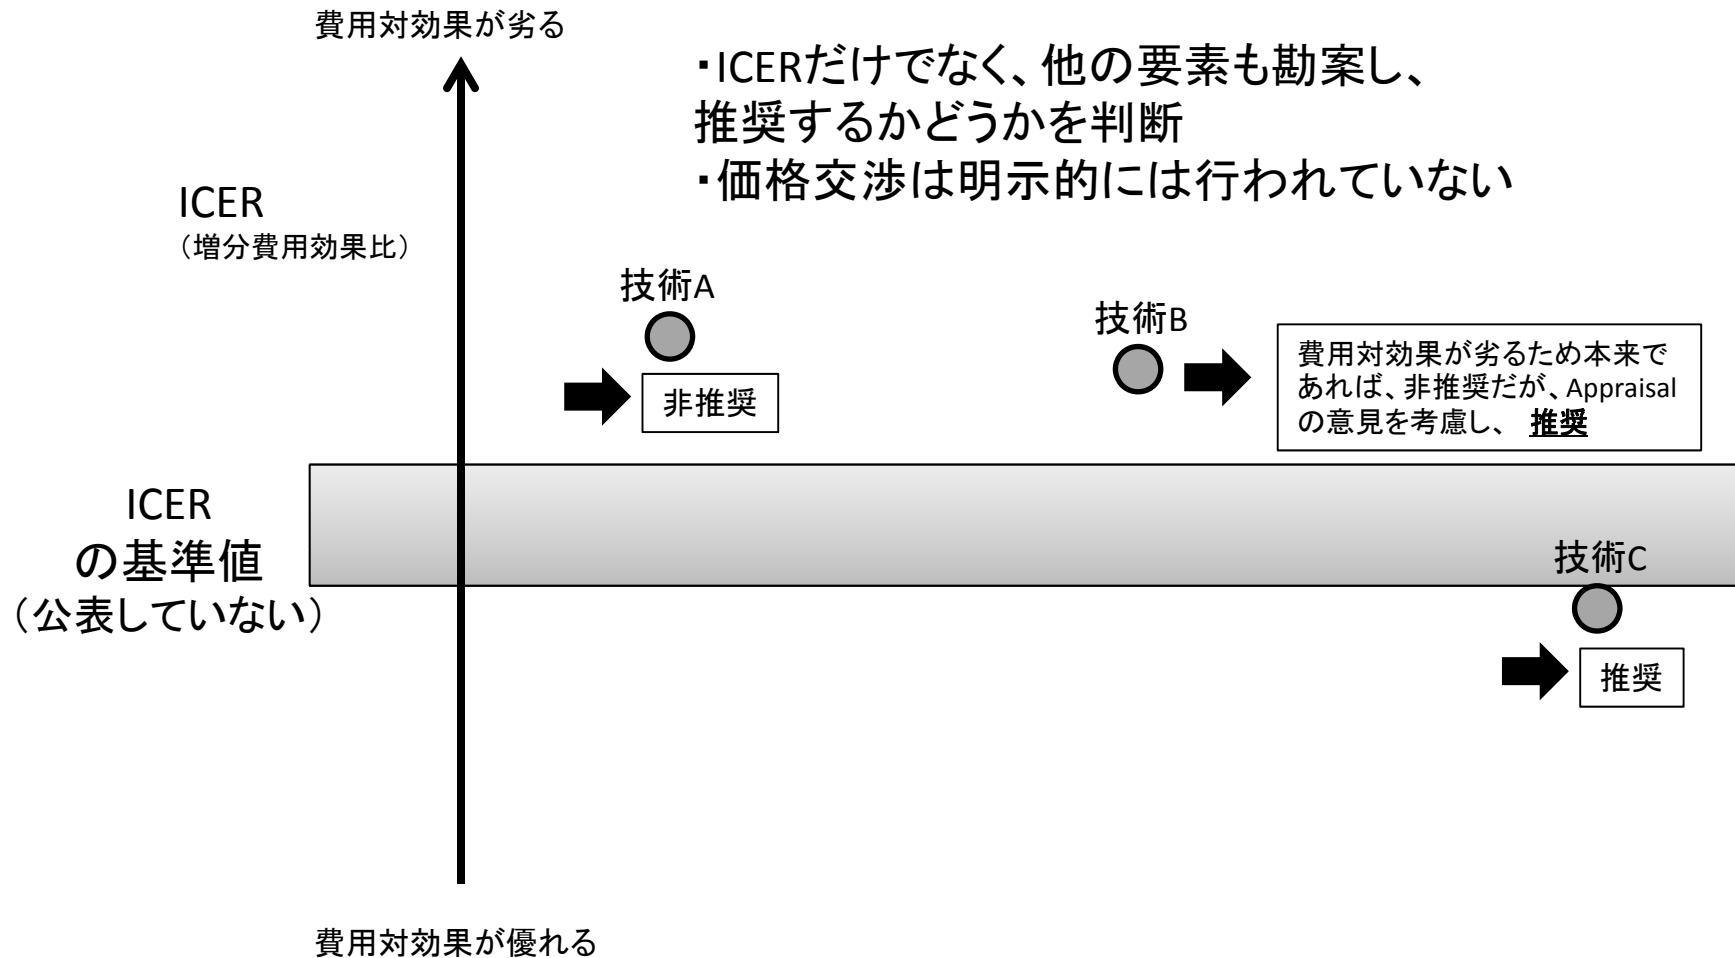 費用対効果が劣る
・ICERだけでなく、他の要素も勘案し、
推奨するかどうかを判断
・価格交渉は明示的には行われていない
ICER
（増分費用効果比）
技術A
非推奨
技術B
費用対効果が劣るため本来で
あれば、非推奨だが、Appraisal
の意見を考慮し、 推奨
ICER
の基準値
（公表していない）
技術C
推奨
費用対効果が優れる